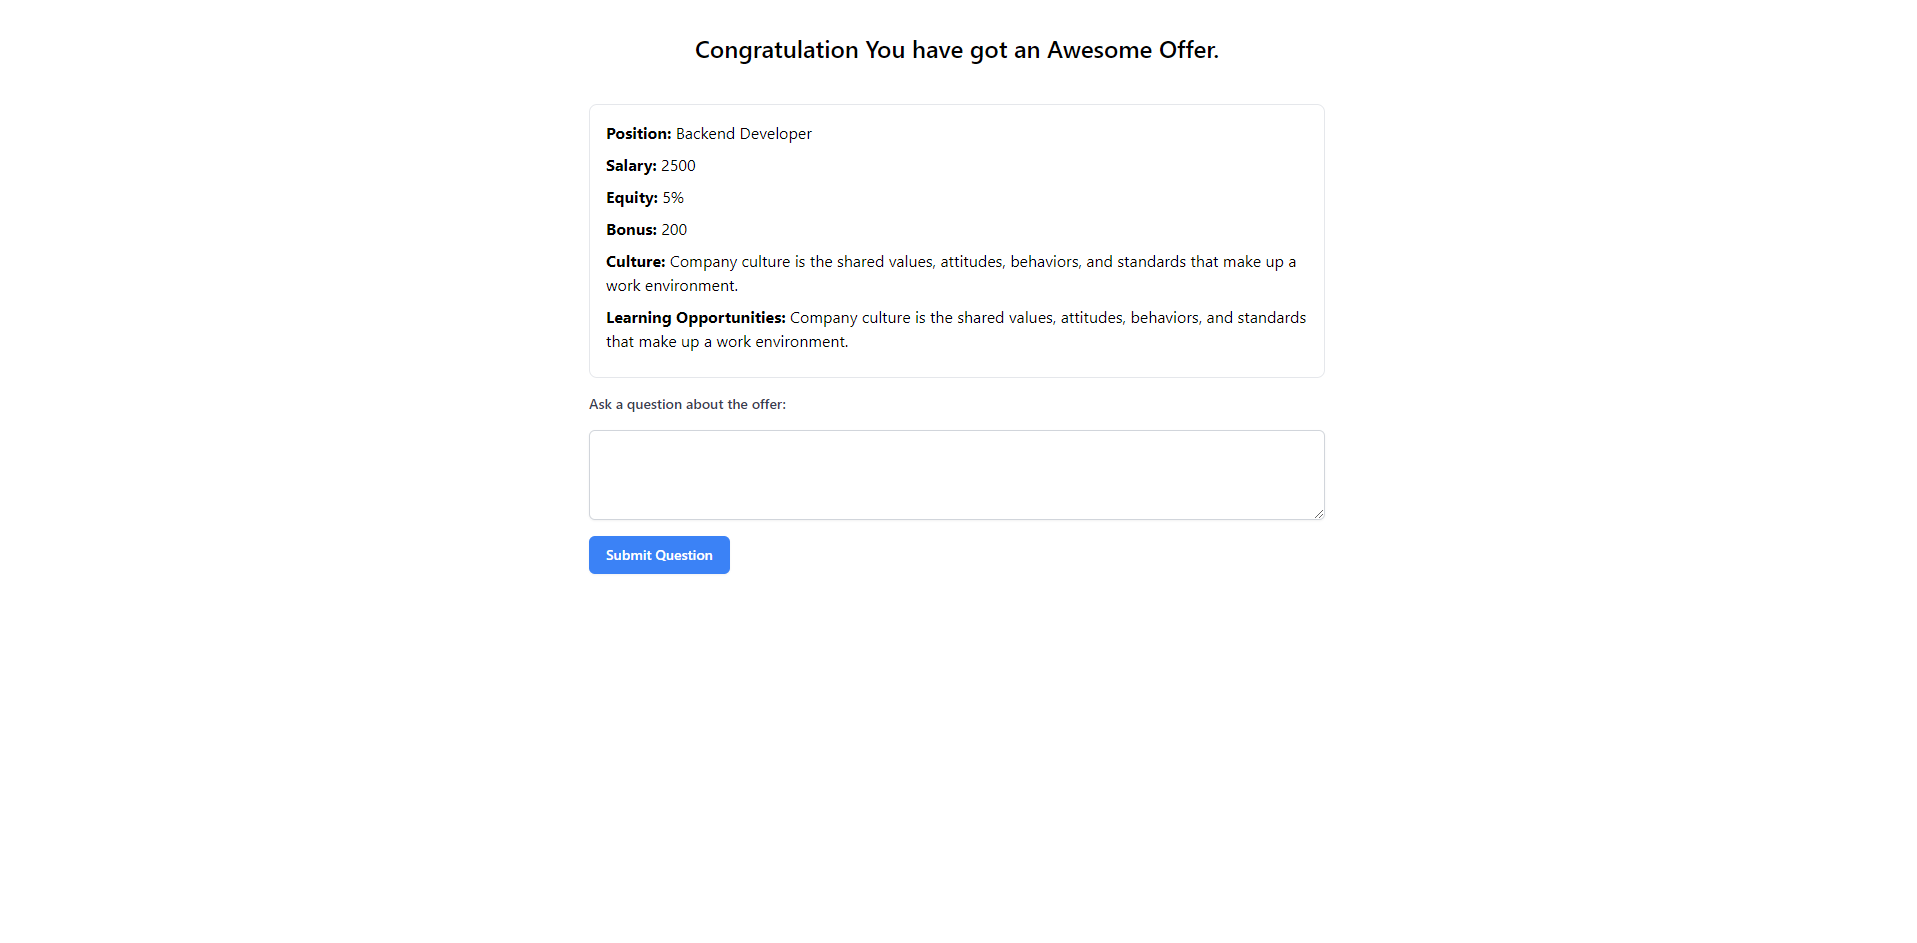 Congratulation You have got an Awesome Offer.
Position: Backend Developer
Salary: 2500
Equity: 5%
Bonus: 200
Culture: Company culture is the shared values, attitudes, behaviors, and standards that make up a
work environment.
Learning Opportunities: Company culture is the shared values, attitudes, behaviors, and standards
that make up a work environment.
Ask a question about the offer:
Submit Question